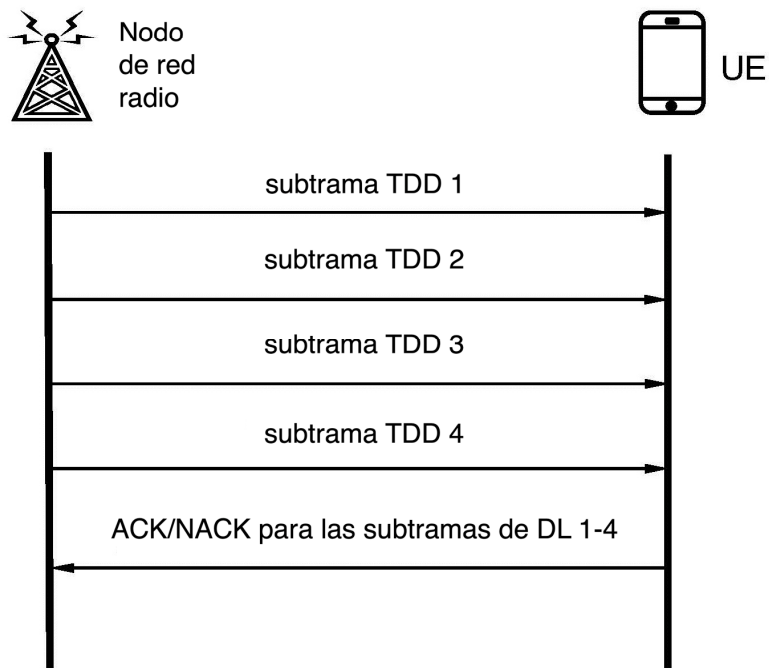 Nodo
de red
radio
UE
subtrama TDD 1
subtrama TDD 2
subtrama TDD 3
subtrama TDD 4
ACK/NACK para las subtramas de DL 1-4